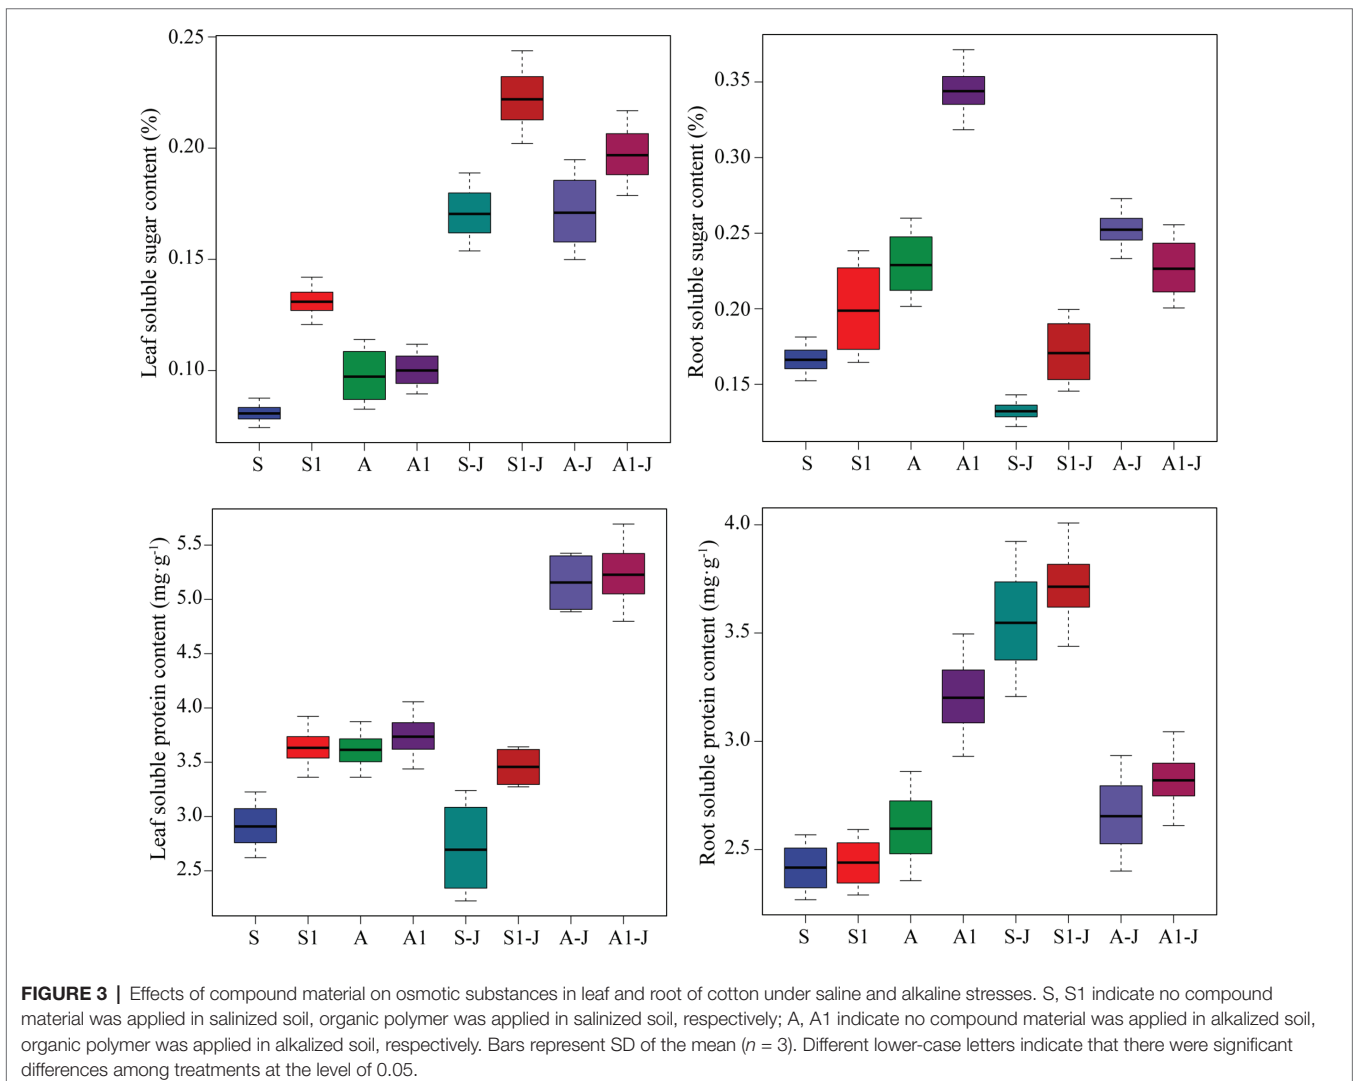 Leaf soluble sugar content (%)
0.25
0.20
0.15
0.10
S S1 A A1 S-J S1-J A-J A1-J
Root soluble sugar content (%)
0.35
0.30
0.25
0.20
0.15
S S1 A A1 S-J S1-J A-J A1-J
Leaf soluble protein content (mg·g⁻¹)
5.5
5.0
4.5
4.0
3.5
3.0
2.5
S S1 A A1 S-J S1-J A-J A1-J
Root soluble protein content (mg·g⁻¹)
4.0
3.5
3.0
2.5
S S1 A A1 S-J S1-J A-J A1-J
FIGURE 3 | Effects of compound material on osmotic substances in leaf and root of cotton under saline and alkaline stresses. S, S1 indicate no compound
material was applied in salinized soil, organic polymer was applied in salinized soil, respectively; A, A1 indicate no compound material was applied in alkalized soil,
organic polymer was applied in alkalized soil, respectively. Bars represent SD of the mean (n = 3). Different lower-case letters indicate that there were significant
differences among treatments at the level of 0.05.